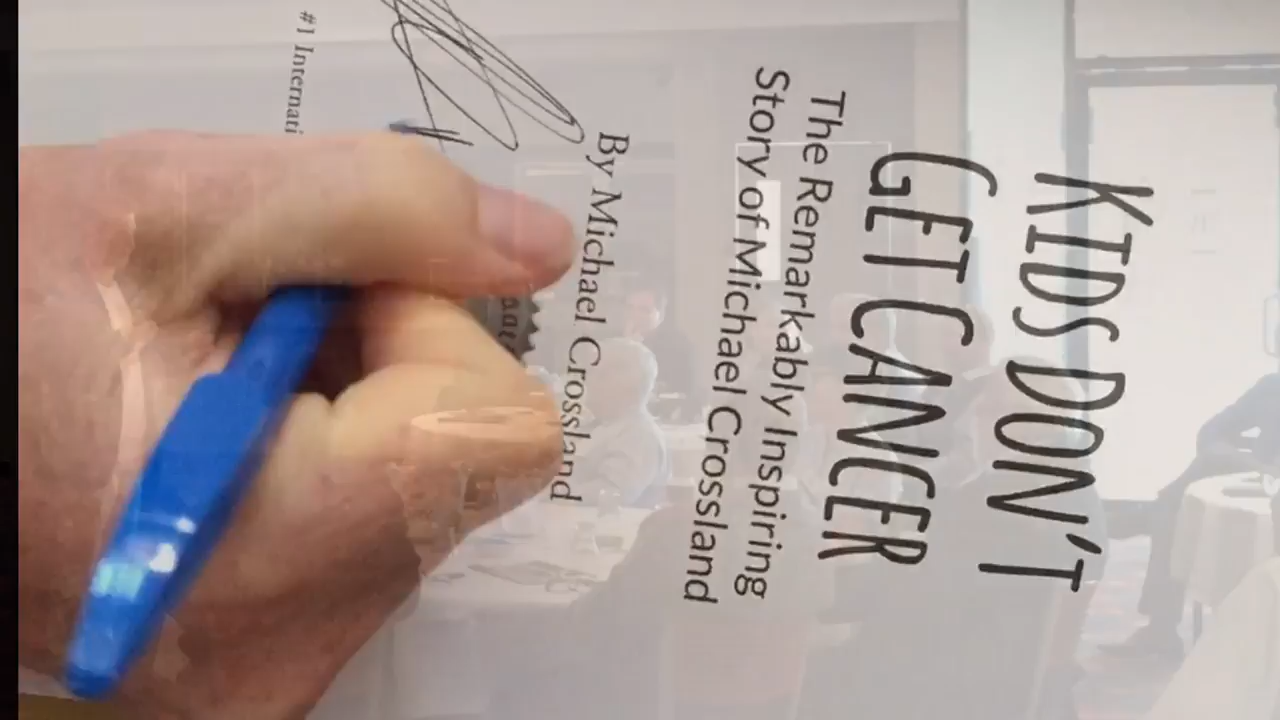 KIDS DON'T
GET CANCER
The Remarkably Inspiring
Story of Michael Crossland
By Michael Crossland
#1 Internati